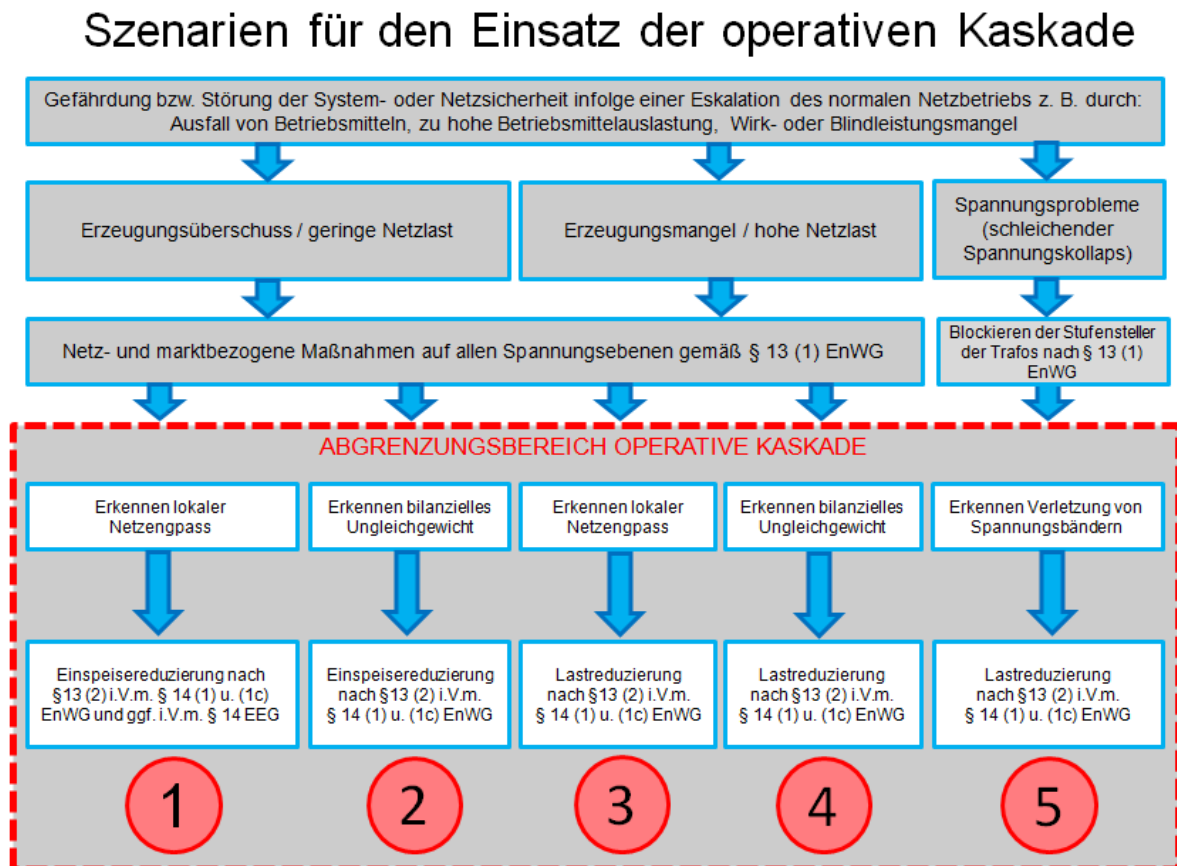 Szenarien für den Einsatz der operativen Kaskade
Gefährdung bzw. Störung der System- oder Netzsicherheit infolge einer Eskalation des normalen Netzbetriebs z. B. durch:
Ausfall von Betriebsmitteln, zu hohe Betriebsmittelauslastung, Wirk- oder Blindleistungsmangel
Erzeugungsüberschuss / geringe Netzlast
Erzeugungsmangel / hohe Netzlast
Spannungsprobleme
(schleichender
Spannungskollaps)
Netz- und marktbezogene Maßnahmen auf allen Spannungsebenen gemäß § 13 (1) EnWG
Blockieren der Stufensteller
der Trafos nach § 13 (1)
EnWG
ABGRENZUNGSBEREICH OPERATIVE KASKADE
Erkennen lokaler
Netzengpass
Erkennen bilanzielles
Ungleichgewicht
Erkennen lokaler
Netzengpass
Erkennen bilanzielles
Ungleichgewicht
Erkennen Verletzung von
Spannungsbändern
Einspeisereduzierung nach
§13 (2) i.V.m. § 14 (1) u. (1c)
EnWG und ggf. i.V.m. § 14 EEG
Einspeisereduzierung
nach §13 (2) i.V.m.
§ 14 (1) u. (1c) EnWG
Lastreduzierung
nach §13 (2) i.V.m.
§ 14 (1) u. (1c) EnWG
Lastreduzierung
nach §13 (2) i.V.m.
§ 14 (1) u. (1c) EnWG
Lastreduzierung
nach §13 (2) i.V.m.
§ 14 (1) u. (1c) EnWG
1
2
3
4
5